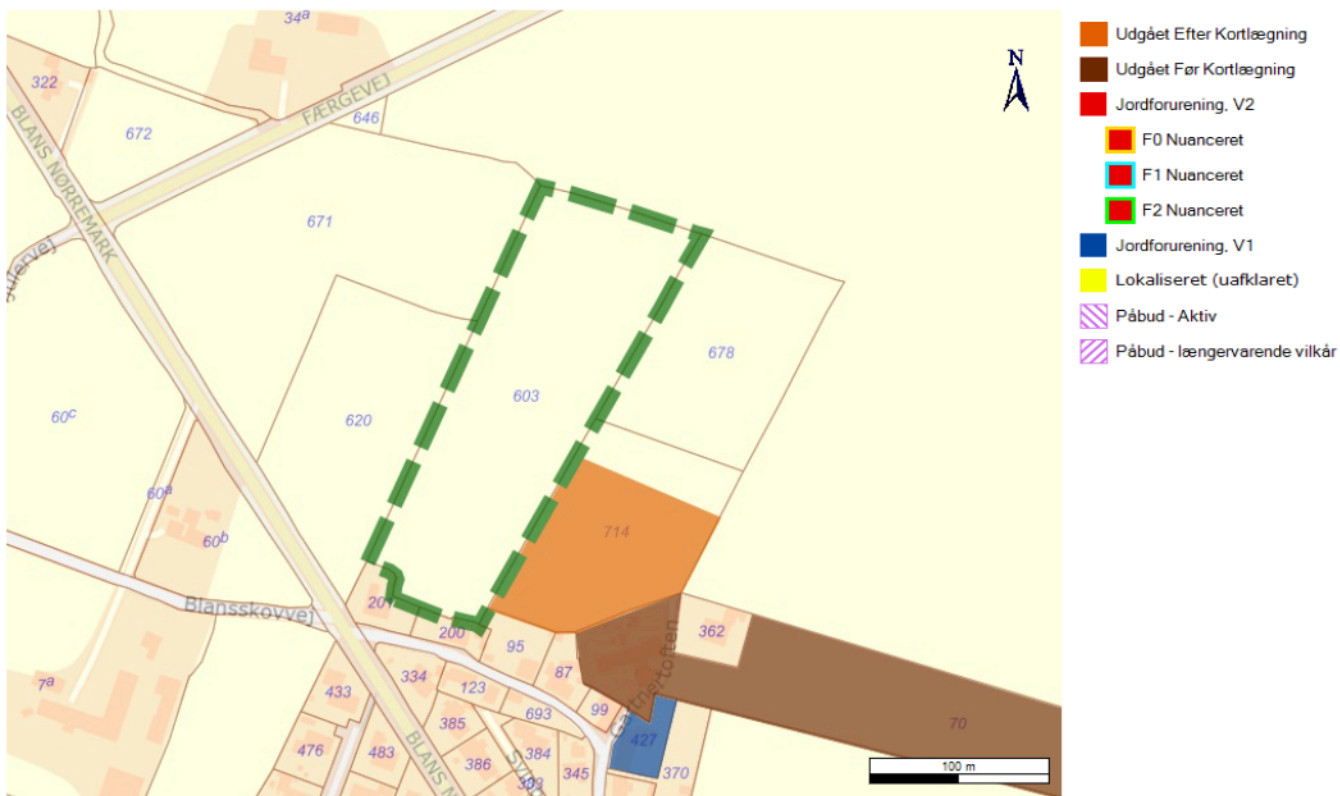 34a
322
672
FÆRGEVEJ
646
BLANS NØRREMARK
671
603
678
620
60c
60a
60b
714
Blansskovvej
201
200
95
362
87
334
123
433
7a
99
693
Gartnertoften
70
385
427
476
483
384
386
345
370
BLANS N
N
100 m
Udgået Efter Kortlægning
Udgået Før Kortlægning
Jordforurening, V2
F0 Nuanceret
F1 Nuanceret
F2 Nuanceret
Jordforurening, V1
Lokaliseret (uafklaret)
Påbud - Aktiv
Påbud - længervarende vilkår